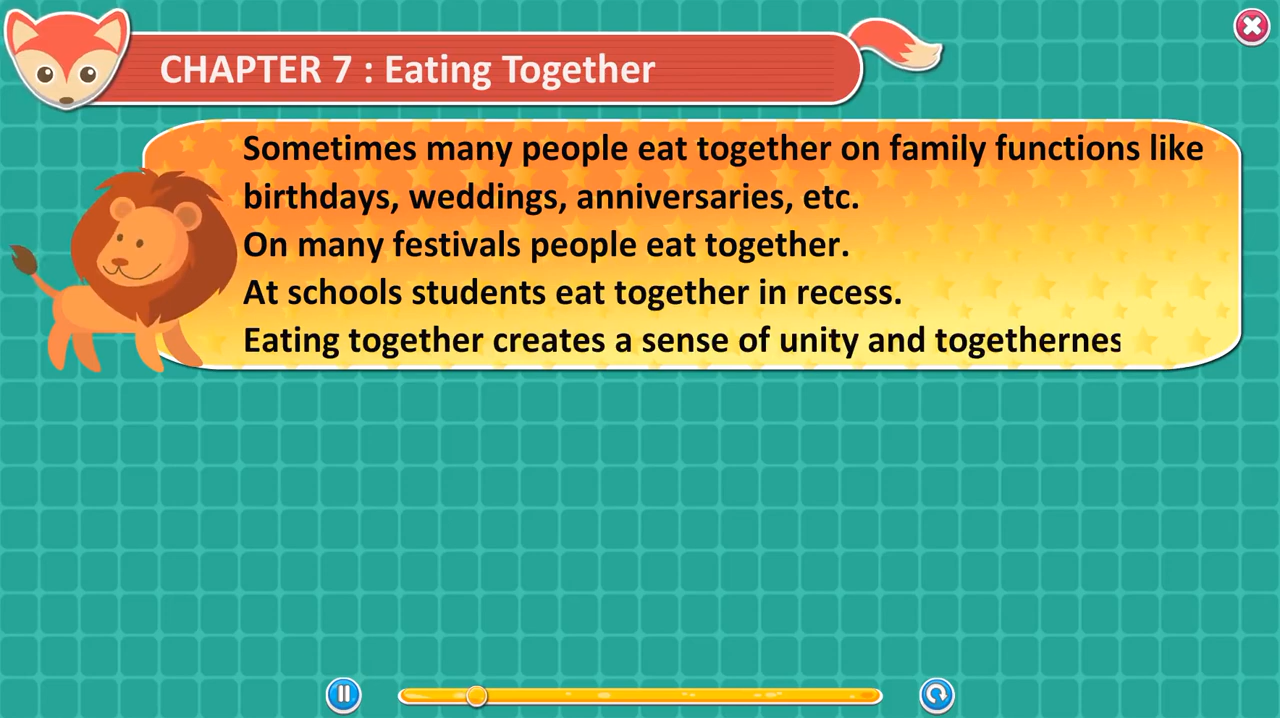 CHAPTER 7 : Eating Together
Sometimes many people eat together on family functions like
birthdays, weddings, anniversaries, etc.
On many festivals people eat together.
At schools students eat together in recess.
Eating together creates a sense of unity and togethernes